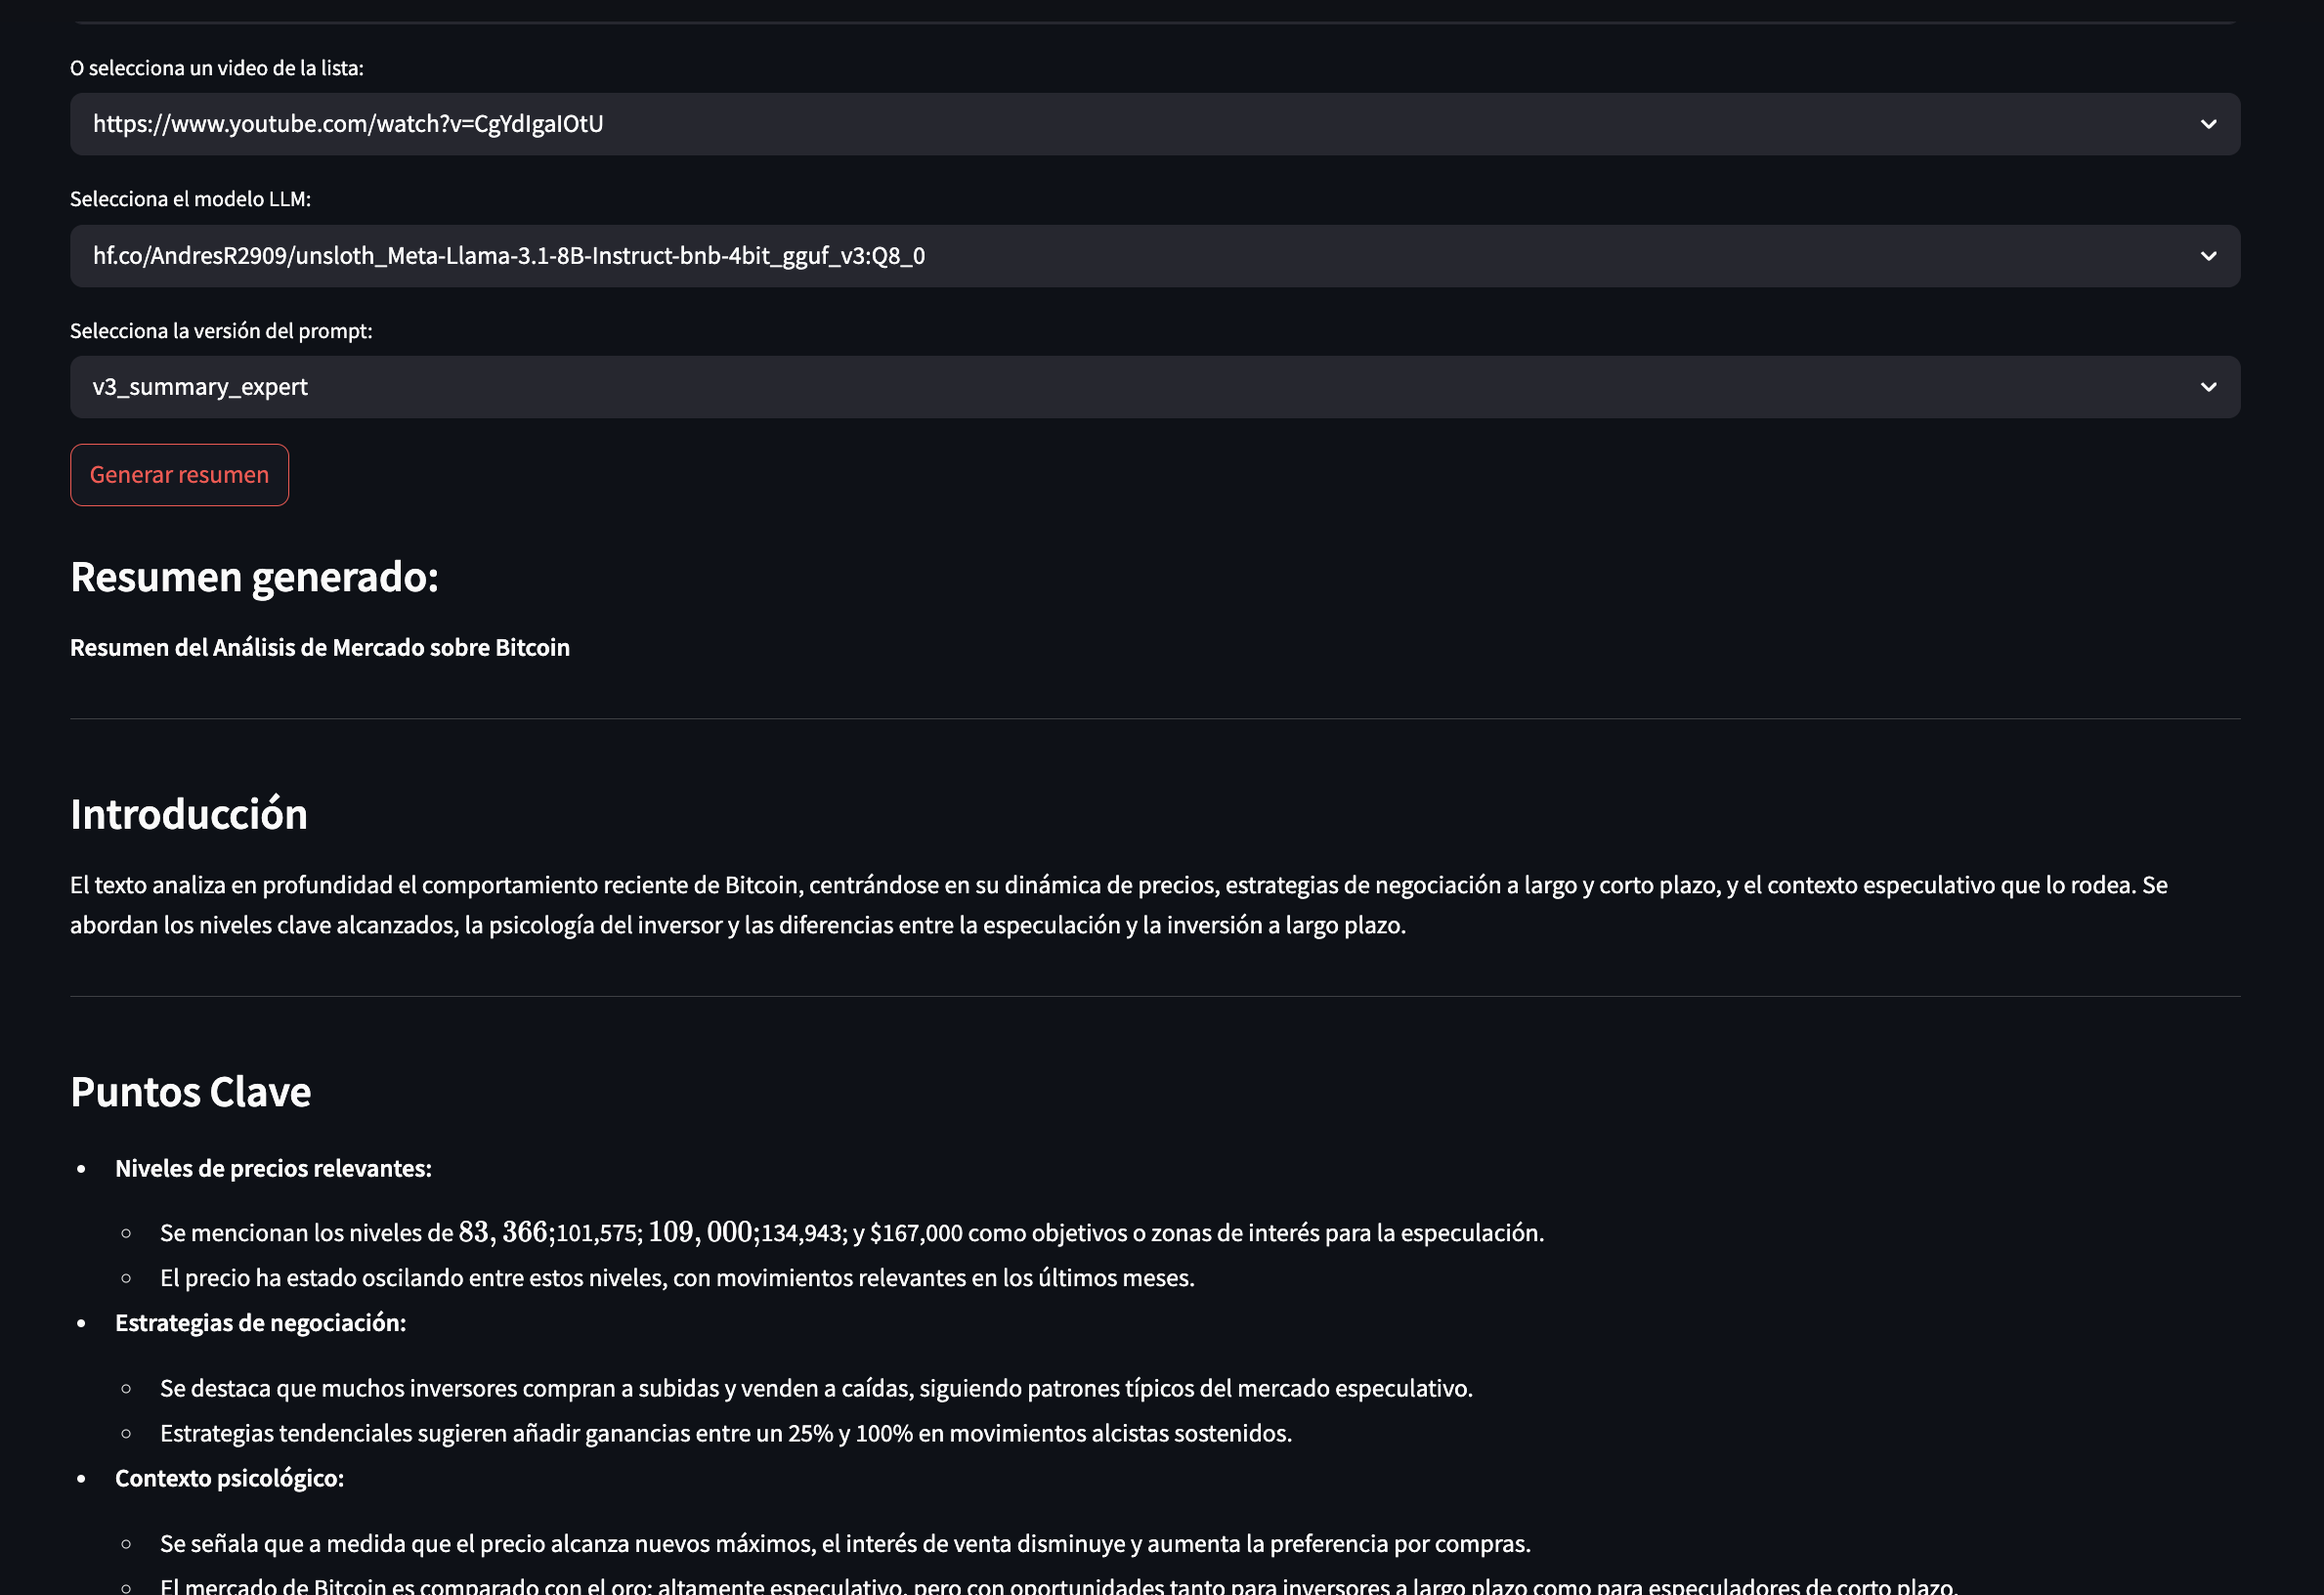 O selecciona un video de la lista:
https://www.youtube.com/watch?v=CgYdIgaIOtU
Selecciona el modelo LLM:
hf.co/AndresR2909/unsloth_Meta-Llama-3.1-8B-Instruct-bnb-4bit_gguf_v3:Q8_0
Selecciona la versión del prompt:
v3_summary_expert
Generar resumen
Resumen generado:
Resumen del Análisis de Mercado sobre Bitcoin
Introducción
El texto analiza en profundidad el comportamiento reciente de Bitcoin, centrándose en su dinámica de precios, estrategias de negociación a largo y corto plazo, y el contexto especulativo que lo rodea. Se
abordan los niveles clave alcanzados, la psicología del inversor y las diferencias entre la especulación y la inversión a largo plazo.
Puntos Clave
• Niveles de precios relevantes:
◦ Se mencionan los niveles de 83, 366;101,575; 109, 000;134,943; y $167,000 como objetivos o zonas de interés para la especulación.
◦ El precio ha estado oscilando entre estos niveles, con movimientos relevantes en los últimos meses.
• Estrategias de negociación:
◦ Se destaca que muchos inversores compran a subidas y venden a caídas, siguiendo patrones típicos del mercado especulativo.
◦ Estrategias tendenciales sugieren añadir ganancias entre un 25% y 100% en movimientos alcistas sostenidos.
• Contexto psicológico:
◦ Se señala que a medida que el precio alcanza nuevos máximos, el interés de venta disminuye y aumenta la preferencia por compras.
◦ El mercado de Bitcoin es comparado con el oro: altamente especulativo, pero con oportunidades tanto para inversores a largo plazo como para especuladores de corto plazo.